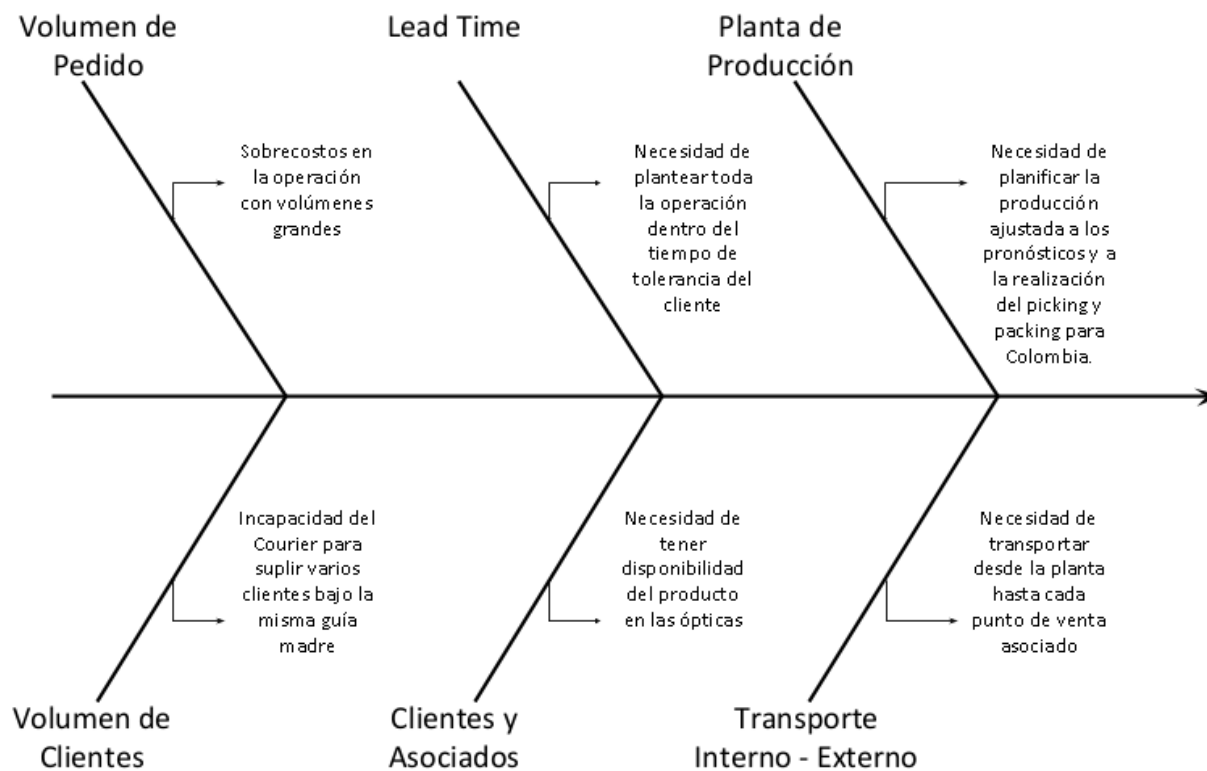 Volumen de
Pedido
Lead Time
Planta de
Producción
Sobrecostos en
la operación
con volúmenes
grandes
Necesidad de
plantear toda
la operación
dentro del
tiempo de
tolerancia del
cliente
Necesidad de
planificar la
producción
ajustada a los
pronósticos y a
la realización
del picking y
packing para
Colombia.
Incapacidad del
Courier para
suplir varios
clientes bajo la
misma guía
madre
Necesidad de
tener
disponibilidad
del producto
en las ópticas
Necesidad de
transportar
desde la planta
hasta cada
punto de venta
asociado
Volumen de
Clientes
Clientes y
Asociados
Transporte
Interno - Externo